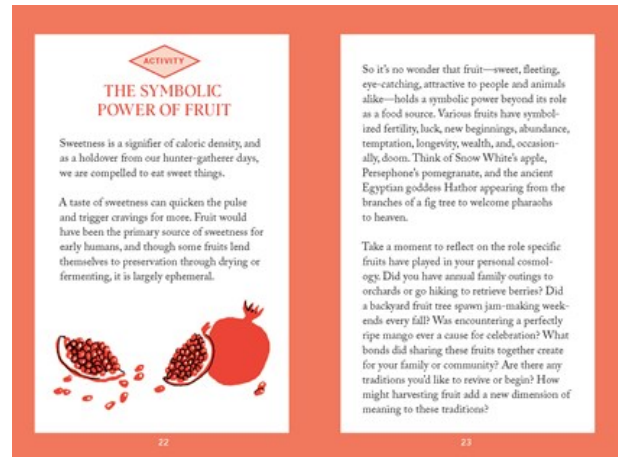 ACTIVITY
THE SYMBOLIC
POWER OF FRUIT
Sweetness is a signifier of caloric density, and
as a holdover from our hunter-gatherer days,
we are compelled to eat sweet things.
A taste of sweetness can quicken the pulse
and trigger cravings for more. Fruit would
have been the primary source of sweetness for
early humans, and though some fruits lend
themselves to preservation through drying or
fermenting, it is largely ephemeral.
22
So it's no wonder that fruit—sweet, fleeting,
eye-catching, attractive to people and animals
alike—holds a symbolic power beyond its role
as a food source. Various fruits have symbol-
ized fertility, luck, new beginnings, abundance,
temptation, longevity, wealth, and, occasion-
ally, doom. Think of Snow White's apple,
Persephone's pomegranate, and the ancient
Egyptian goddess Hathor appearing from the
branches of a fig tree to welcome pharaohs
to heaven.
Take a moment to reflect on the role specific
fruits have played in your personal cosmol-
ogy. Did you have annual family outings to
orchards or go hiking to retrieve berries? Did
a backyard fruit tree spawn jam-making week-
ends every fall? Was encountering a perfectly
ripe mango ever a cause for celebration? What
bonds did sharing these fruits together create
for your family or community? Are there any
traditions you'd like to revive or begin? How
might harvesting fruit add a new dimension of
meaning to these traditions?
23